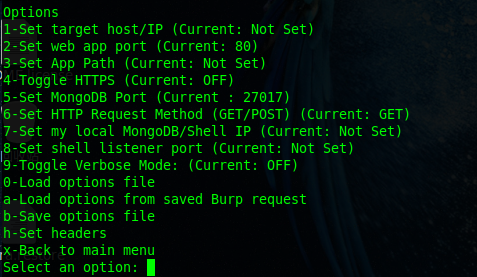 Options
1-Set target host/IP (Current: Not Set)
2-Set web app port (Current: 80)
3-Set App Path (Current: Not Set)
4-Toggle HTTPS (Current: OFF)
5-Set MongoDB Port (Current : 27017)
6-Set HTTP Request Method (GET/POST) (Current: GET)
7-Set my local MongoDB/Shell IP (Current: Not Set)
8-Set shell listener port (Current: Not Set)
9-Toggle Verbose Mode: (Current: OFF)
0-Load options file
a-Load options from saved Burp request
b-Save options file
h-Set headers
x-Back to main menu
Select an option: